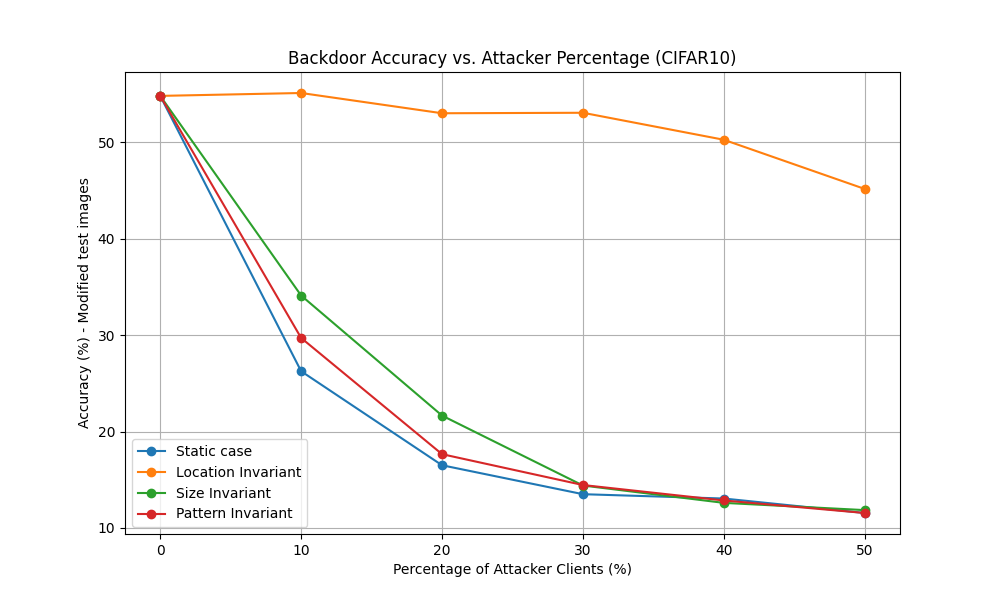 Backdoor Accuracy vs. Attacker Percentage (CIFAR10)
Accuracy (%) - Modified test images
50
40
30
20
10
Static case
Location Invariant
Size Invariant
Pattern Invariant
0 10 20 30 40 50
Percentage of Attacker Clients (%)